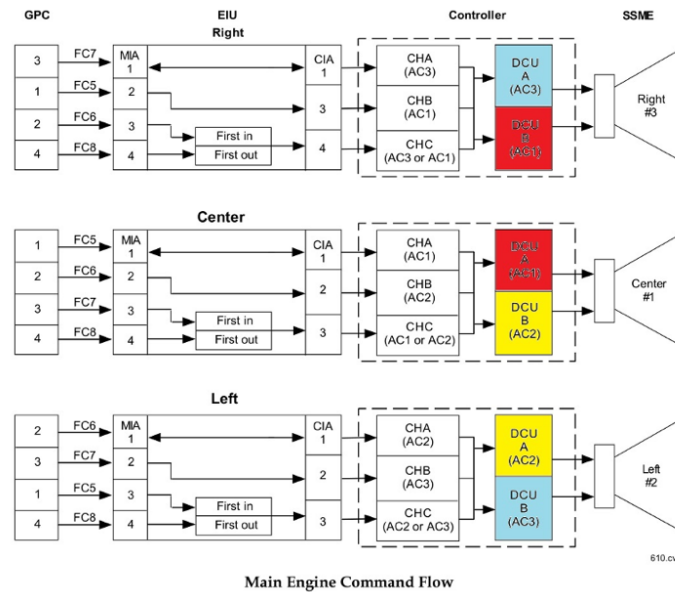 GPC EIU Controller SSME
Right
3 FC7 MIA 1 CIA 1 CHA (AC3) DCU A (AC3)
1 FC5 2 3 CHB (AC1) Right #3
2 FC6 3 First in DCU B (AC1)
4 FC8 4 First out 4 CHC (AC3 or AC1)
Center
1 FC5 MIA 1 CIA 1 CHA (AC1) DCU A (AC1)
2 FC6 2 2 CHB (AC2) Center #1
3 FC7 3 First in DCU B (AC2)
4 FC8 4 First out 3 CHC (AC1 or AC2)
Left
2 FC6 MIA 1 CIA 1 CHA (AC2) DCU A (AC2)
3 FC7 2 2 CHB (AC3) Left #2
1 FC5 3 First in DCU B (AC3)
4 FC8 4 First out 3 CHC (AC2 or AC3)
610.cv
Main Engine Command Flow